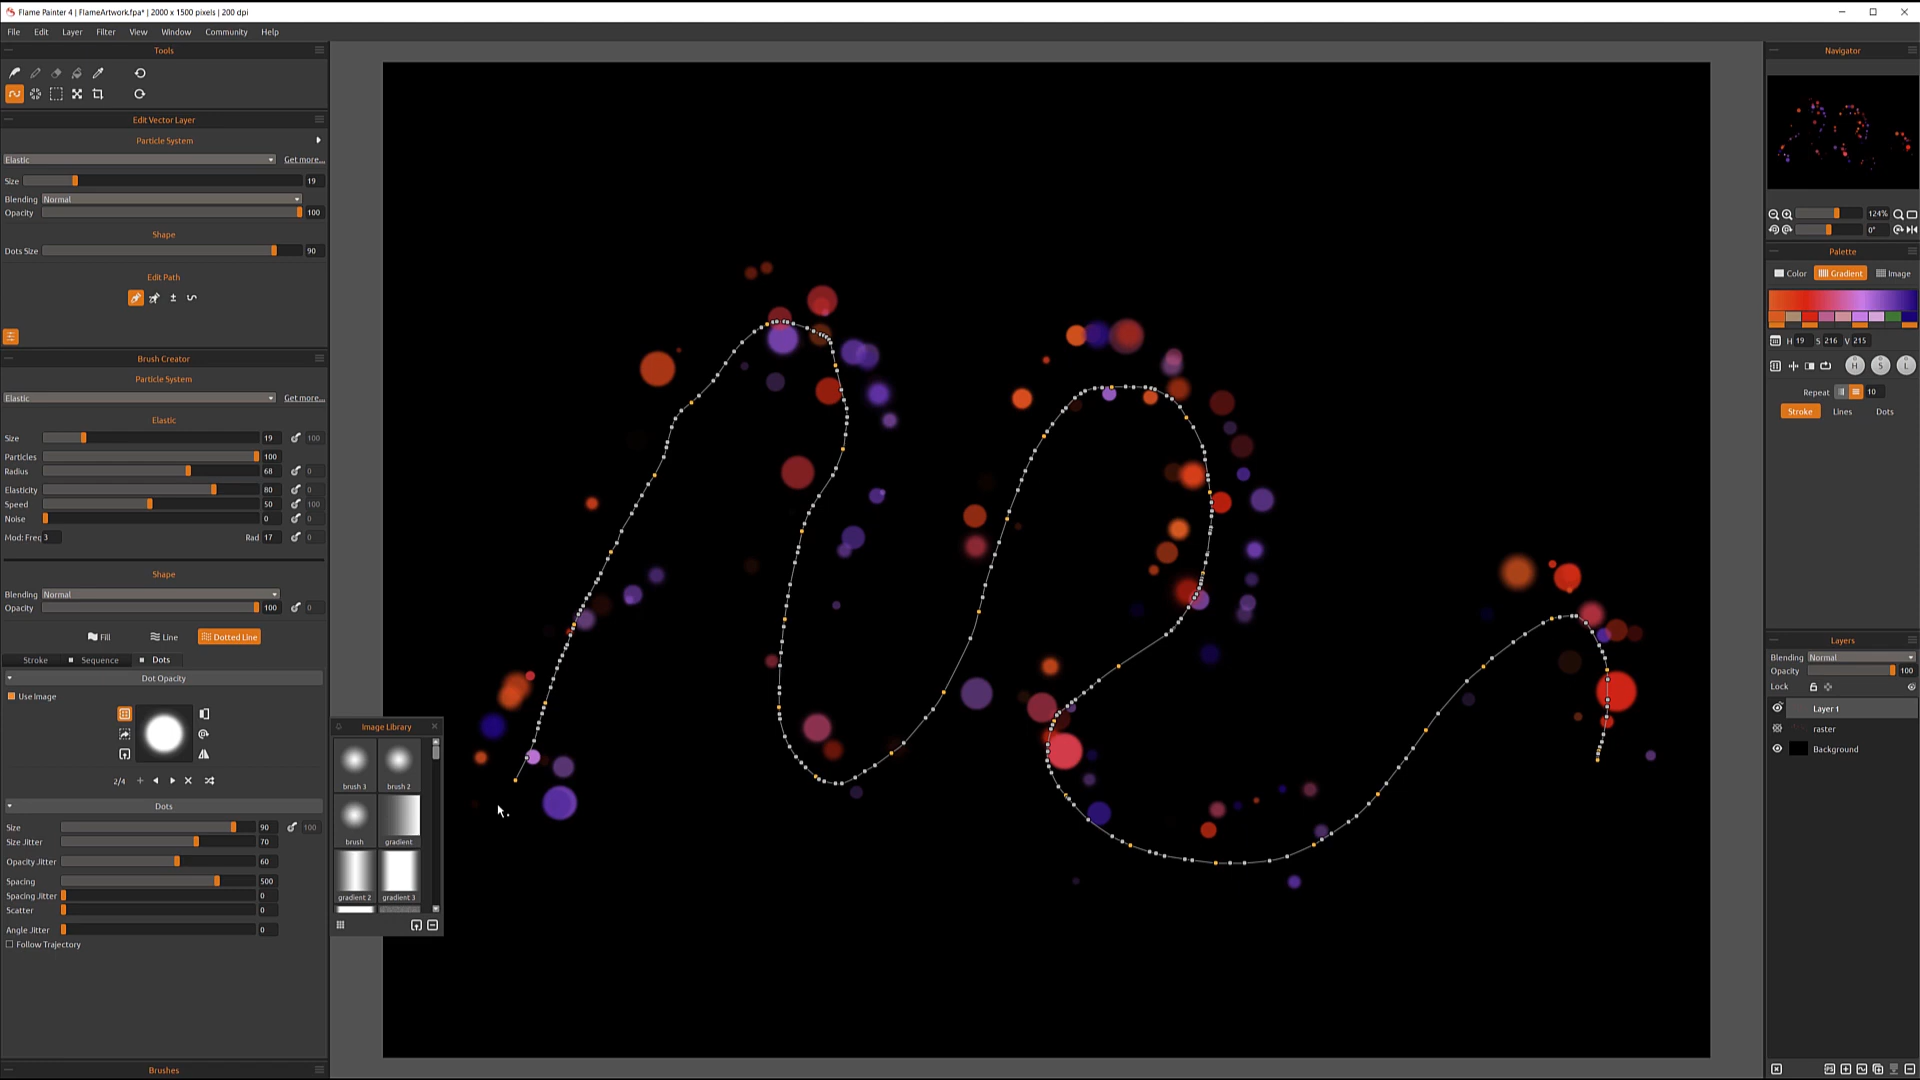 Flame Painter 4 | FlameArtwork.fpa* | 2000 x 1500 pixels | 200 dpi
File Edit Layer Filter View Window Community Help
Tools
Edit Vector Layer
Particle System
Elastic Get more...
Size 19
Blending Normal
Opacity 100
Shape
Dots Size 90
Edit Path
Brush Creator
Particle System
Elastic Get more...
Elastic
Size 19 100
Particles 100
Radius 68 0
Elasticity 80 0
Speed 50 100
Noise 0 0
Mod: Freq 3 Rad 17 0
Shape
Blending Normal
Opacity 100 0
Fill Line Dotted Line
Stroke Sequence Dots
Dot Opacity
Use Image
2/4
Dots
Size 90 100
Size Jitter 70
Opacity Jitter 60
Spacing 500
Spacing Jitter 0
Scatter 0
Angle Jitter 0
Follow Trajectory
Brushes
Image Library
brush 3 brush 2
brush gradient
gradient 2 gradient 3
Navigator
124%
0°
Palette
Color Gradient Image
H 19 S 216 V 215
H S L
Repeat 10
Stroke Lines Dots
Layers
Blending Normal
Opacity 100
Lock
Layer 1
raster
Background